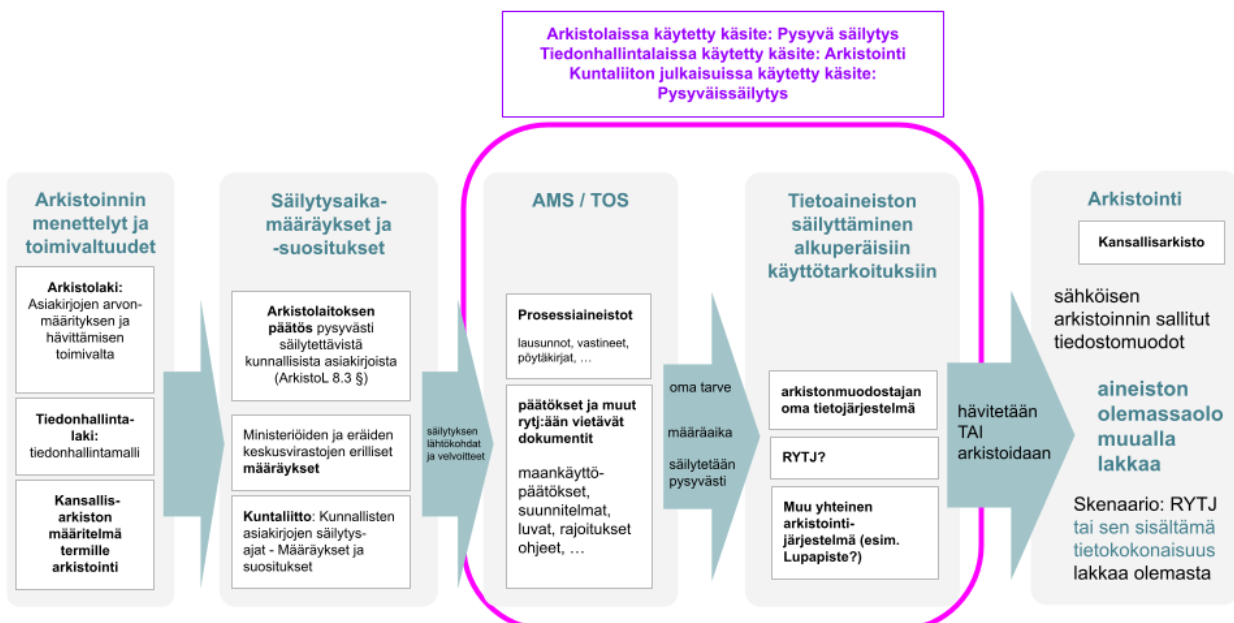 Arkistolaissa käytetty käsite: Pysyvä säilytys
Tiedonhallintalaissa käytetty käsite: Arkistointi
Kuntaliiton julkaisuissa käytetty käsite:
Pysyväissäilytys
Arkistoinnin
menettelyt ja
toimivaltuudet
Arkistolaki:
Asiakirjojen arvon-
määrityksen ja
hävittämisen
toimivalta
Tiedonhallinta-
laki:
tiedonhallintamalli
Kansallis-
arkiston
määritelmä
termille
arkistointi
Säilytysaika-
määräykset ja
-suositukset
Arkistolaitoksen
päätös pysyvästi
säilytettävistä
kunnallisista asiakirjoista
(ArkistoL 8.3 §)
Ministeriöiden ja eräiden
keskusvirastojen erilliset
määräykset
Kuntaliitto: Kunnallisten
asiakirjojen säilytys-
ajat - Määräykset ja
suositukset
säilytyksen
lähtökohdat
ja velvoitteet
AMS / TOS
Prosessiaineistot
lausunnot, vastineet,
pöytäkirjat, ...
päätökset ja muut
rytj:ään vietävät
dokumentit
maankäyttö-
päätökset,
suunnitelmat,
luvat, rajoitukset
ohjeet, ...
oma tarve
määräaika
säilytetään
pysyvästi
Tietoaineiston
säilyttäminen
alkuperäisiin
käyttötarkoituksiin
arkistonmuodostajan
oma tietojärjestelmä
RYTJ?
Muu yhteinen
arkistointi-
järjestelmä (esim.
Lupapiste?)
hävitetään
TAI
arkistoidaan
Arkistointi
Kansallisarkisto
sähköisen
arkistoinnin sallitut
tiedostomuodot
aineiston
olemassaolo
muualla
lakkaa
Skenaario: RYTJ
tai sen sisältämä
tietokokonaisuus
lakkaa olemasta